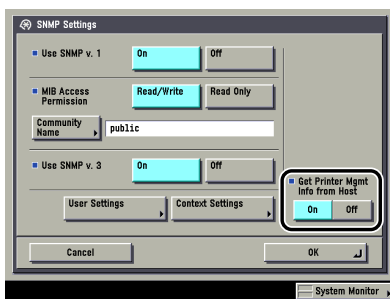 SNMP Settings
Use SNMP v. 1
On
Off
MIB Access
Permission
Read/Write
Read Only
Community
Name
public
Use SNMP v. 3
On
Off
Get Printer Mgmt
Info from Host
On
Off
User Settings
Context Settings
Cancel
OK
System Monitor